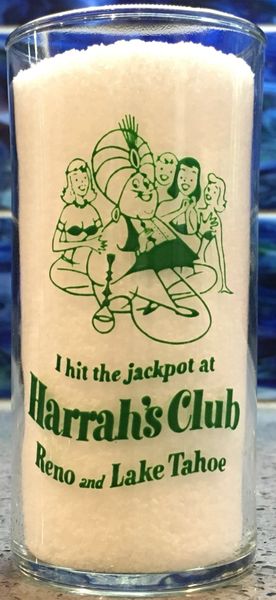 I hit the jackpot at
Harrah's Club
Reno and Lake Tahoe